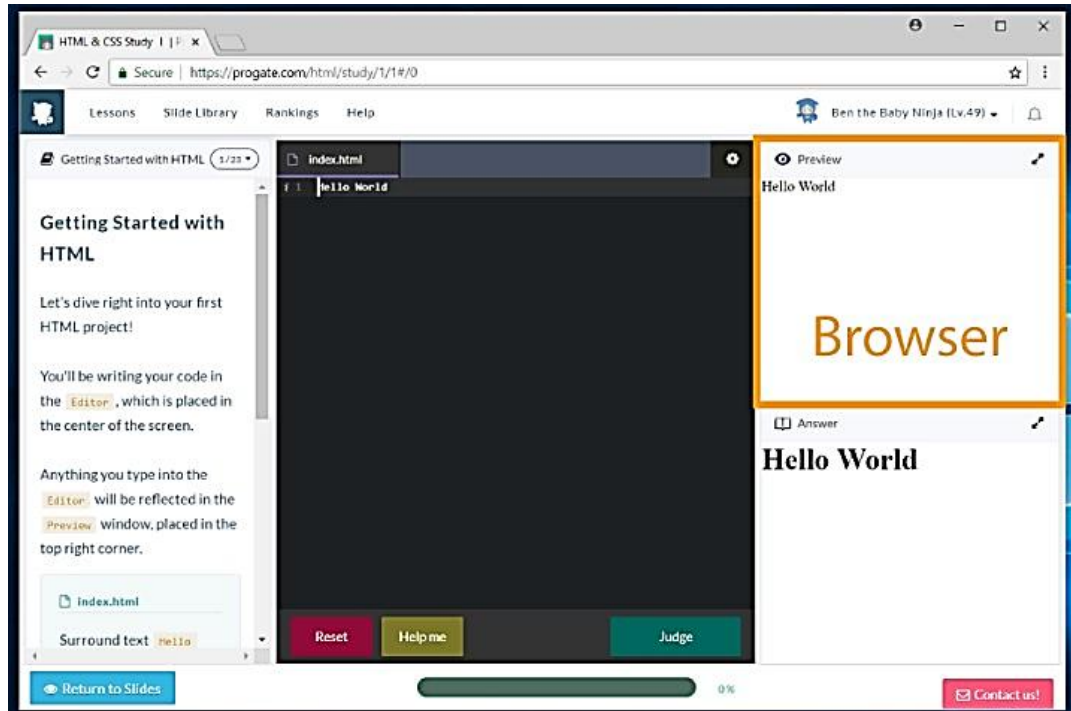 HTML & CSS Study I | P
Secure | https://progate.com/html/study/1/1#/0
Lessons Slide Library Rankings Help Ben the Baby Ninja (Lv.49)
Getting Started with HTML 1/23
Getting Started with
HTML
Let's dive right into your first
HTML project!
You'll be writing your code in
the Editor , which is placed in
the center of the screen.
Anything you type into the
Editor will be reflected in the
Preview window, placed in the
top right corner.
index.html
Surround text Hello
index.html
1 Hello World
Reset Help me Judge
Preview
Hello World
Browser
Answer
Hello World
Return to Slides 0% Contact us!